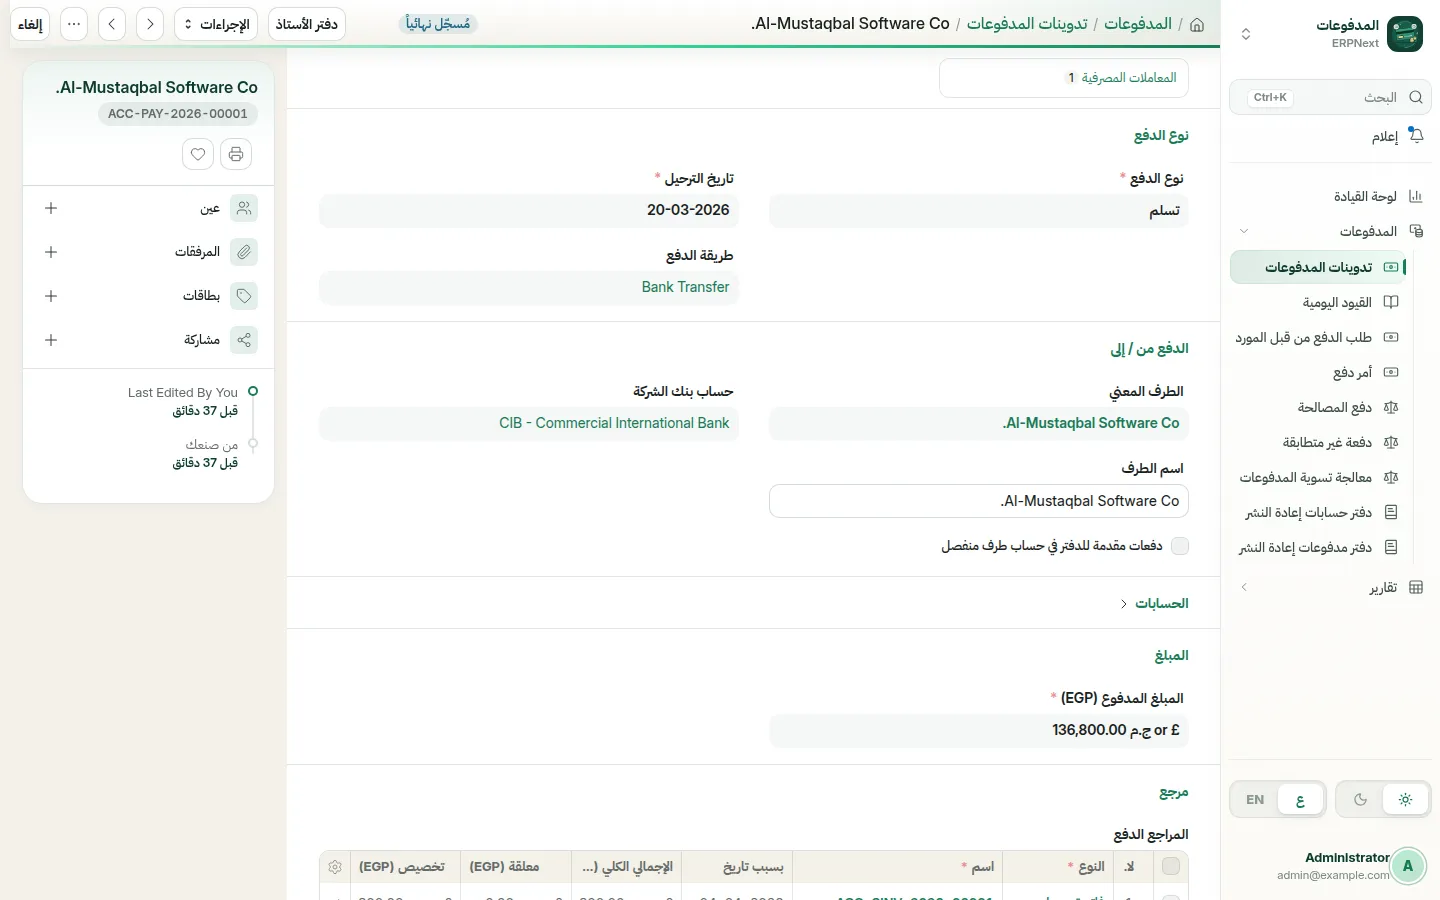 المدفوعات
ERPNext
البحث
Ctrl+K
إعلام
لوحة القيادة
المدفوعات
تدوينات المدفوعات
القيود اليومية
طلب الدفع من قبل المورد
أمر دفع
دفع المصالحة
دفعة غير متطابقة
معالجة تسوية المدفوعات
دفتر حسابات إعادة النشر
دفتر مدفوعات إعادة النشر
تقارير
EN
ع
Administrator
A
admin@example.com
المدفوعات / تدوينات المدفوعات / Al-Mustaqbal Software Co.
مُسجّل نهائياً
دفتر الأستاذ
الإجراءات
إلغاء
المعاملات المصرفية 1
نوع الدفع
نوع الدفع *
تسلم
تاريخ الترحيل *
20-03-2026
طريقة الدفع
Bank Transfer
الدفع من / إلى
الطرف المعني
Al-Mustaqbal Software Co.
حساب بنك الشركة
CIB - Commercial International Bank
اسم الطرف
Al-Mustaqbal Software Co.
دفعات مقدمة للدفتر في حساب طرف منفصل
الحسابات
المبلغ
المبلغ المدفوع (EGP) *
£ or ج.م 136,800.00
مرجع
المراجع الدفع
لا.
النوع *
اسم *
بسبب تاريخ
الإجمالي الكلي (...
معلقة (EGP)
تخصيص (EGP)
Al-Mustaqbal Software Co.
ACC-PAY-2026-00001
عين
المرفقات
بطاقات
مشاركة
Last Edited By You
قبل 37 دقائق
من صنعك
قبل 37 دقائق